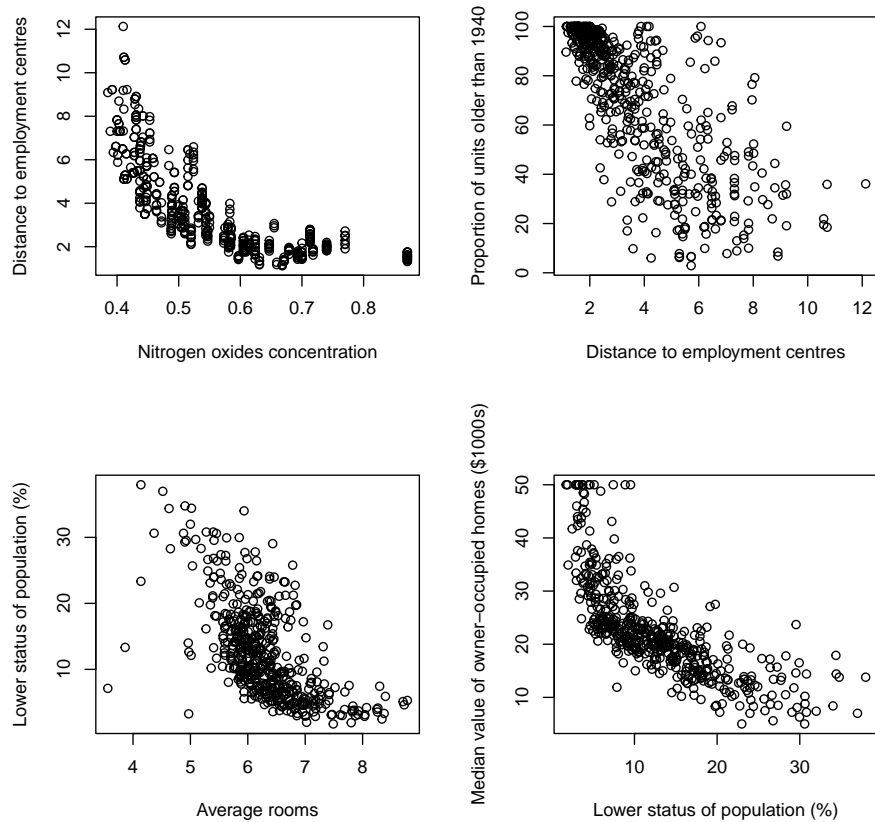 Distance to employment centres
12
10
8
6
4
2
0.4 0.5 0.6 0.7 0.8
Nitrogen oxides concentration
Proportion of units older than 1940
100
80
60
40
20
0
2 4 6 8 10 12
Distance to employment centres
Lower status of population (%)
30
20
10
4 5 6 7 8
Average rooms
Median value of owner−occupied homes ($1000s)
50
40
30
20
10
10 20 30
Lower status of population (%)